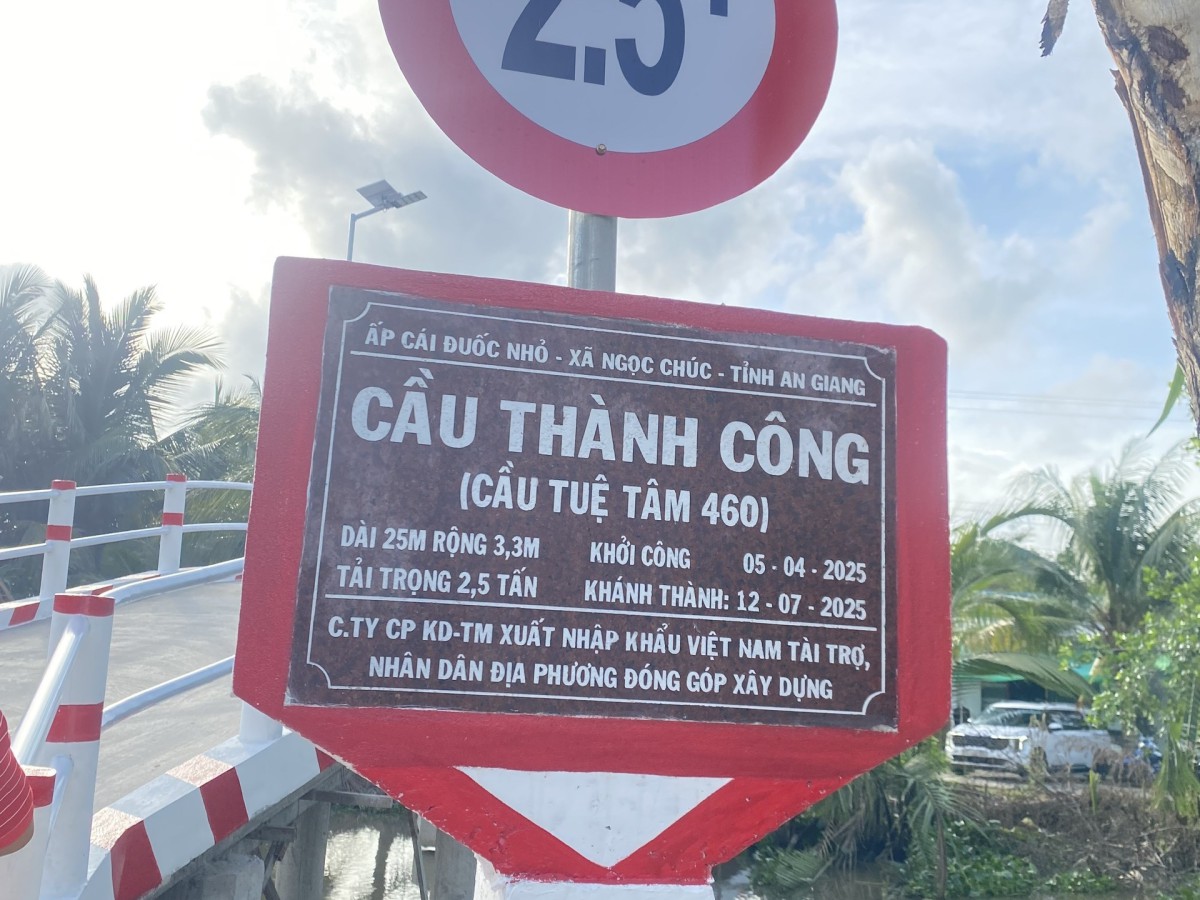 2.5
ẤP CÁI ĐUỐC NHỎ - XÃ NGỌC CHÚC - TỈNH AN GIANG
CẦU THÀNH CÔNG
(CẦU TUỆ TÂM 460)
DÀI 25M RỘNG 3,3M KHỞI CÔNG 05 - 04 - 2025
TẢI TRỌNG 2,5 TẤN KHÁNH THÀNH: 12 - 07 - 2025
C.TY CP KD-TM XUẤT NHẬP KHẨU VIỆT NAM TÀI TRỢ,
NHÂN DÂN ĐỊA PHƯƠNG ĐÓNG GÓP XÂY DỰNG